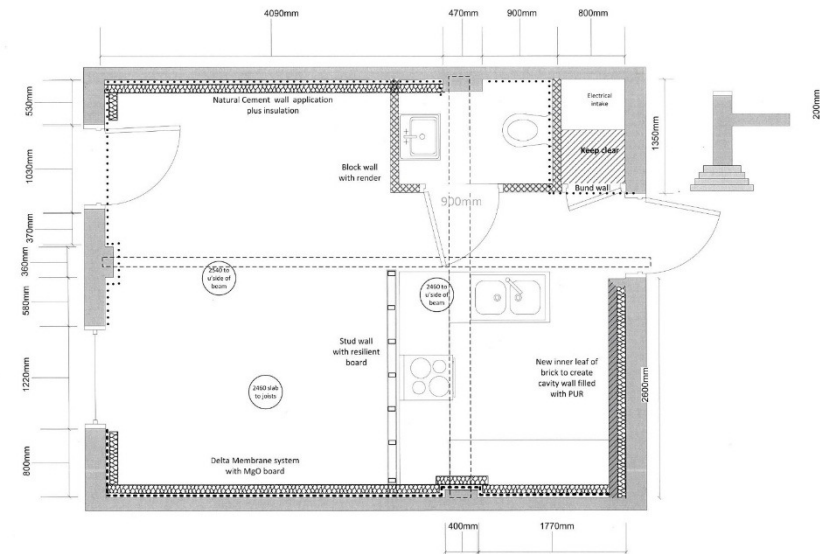 4090mm
470mm
900mm
800mm
530mm
1030mm
370mm
360mm
580mm
1220mm
800mm
Natural Cement wall application
plus insulation
Block wall
with render
Electrical
intake
Keep clear
Bund wall
1350mm
200mm
900mm
2540 to
u'side of
beam
2460 to
u'side of
beam
Stud wall
with resilient
board
2460 slab
to joists
New inner leaf of
brick to create
cavity wall filled
with PUR
2600mm
Delta Membrane system
with MgO board
400mm
1770mm